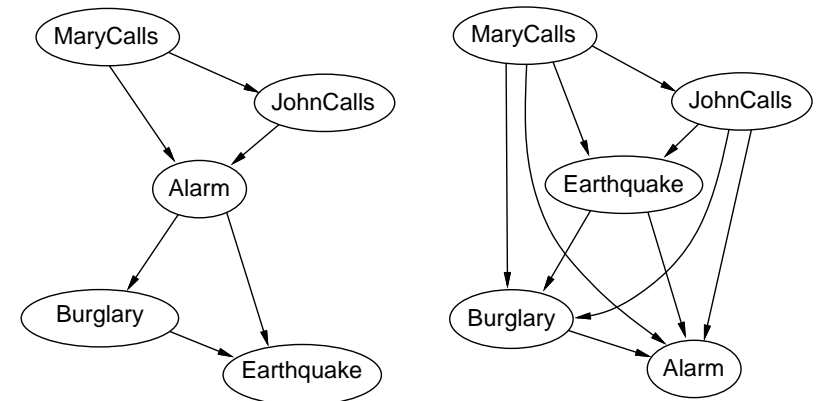 MaryCalls
JohnCalls
Alarm
Burglary
Earthquake
MaryCalls
JohnCalls
Earthquake
Burglary
Alarm